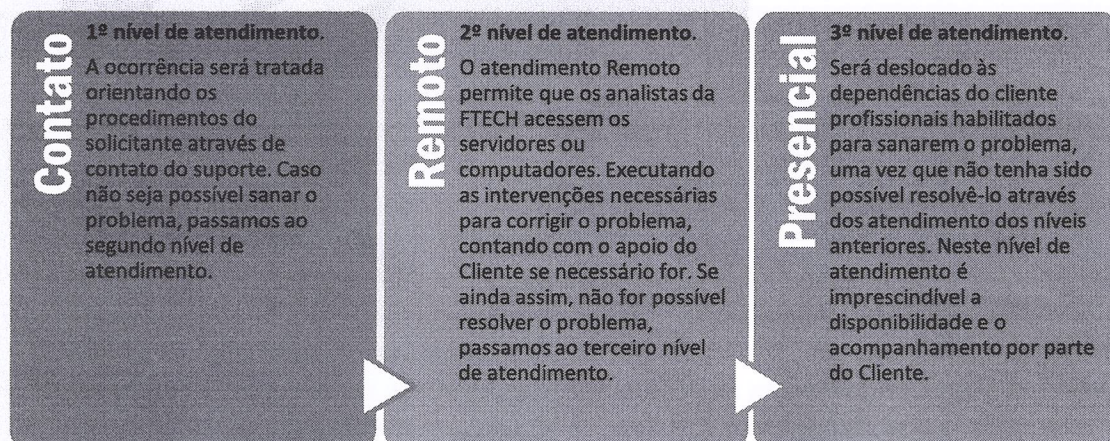 Contato
1º nível de atendimento.
A ocorrência será tratada
orientando os
procedimentos do
solicitante através de
contato do suporte. Caso
não seja possível sanar o
problema, passamos ao
segundo nível de
atendimento.
Remoto
2º nível de atendimento.
O atendimento Remoto
permite que os analistas da
FTECH acessem os
servidores ou
computadores. Executando
as intervenções necessárias
para corrigir o problema,
contando com o apoio do
Cliente se necessário for. Se
ainda assim, não for possível
resolver o problema,
passamos ao terceiro nível
de atendimento.
Presencial
3º nível de atendimento.
Será deslocado às
dependências do cliente
profissionais habilitados
para sanarem o problema,
uma vez que não tenha sido
possível resolvê-lo através
dos atendimento dos níveis
anteriores. Neste nível de
atendimento é
imprescindível a
disponibilidade e o
acompanhamento por parte
do Cliente.